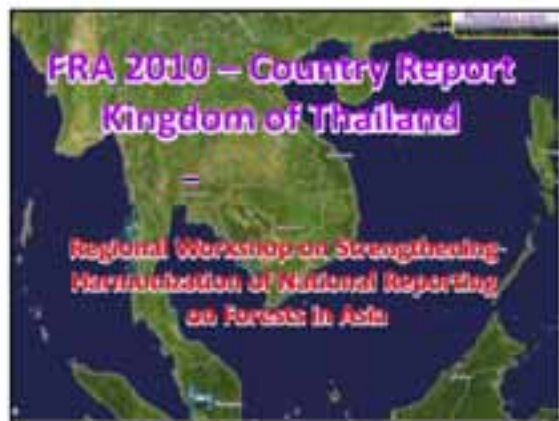 FRA 2010 – Country Report
Kingdom of Thailand
Regional Workshop on Strengthening
Harmonization of National Reporting
on Forests in Asia